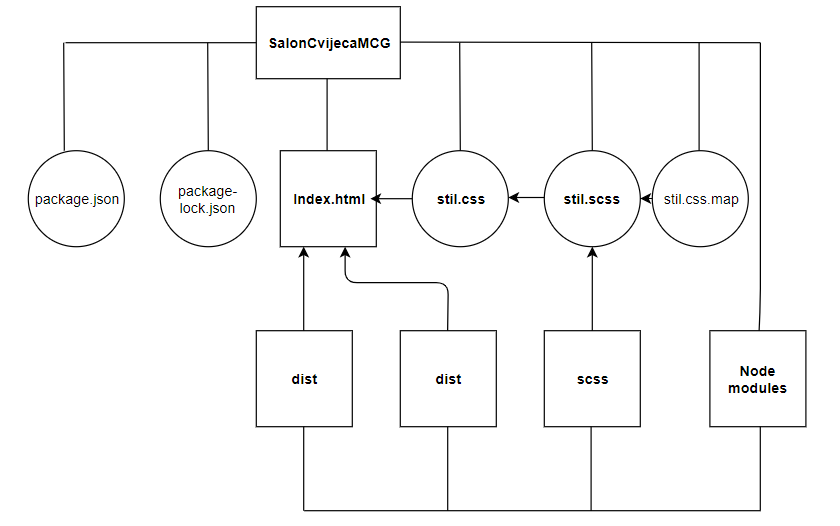 SalonCvijecaMCG
package.json
package-
lock.json
Index.html
stil.css
stil.scss
stil.css.map
dist
dist
scss
Node
modules